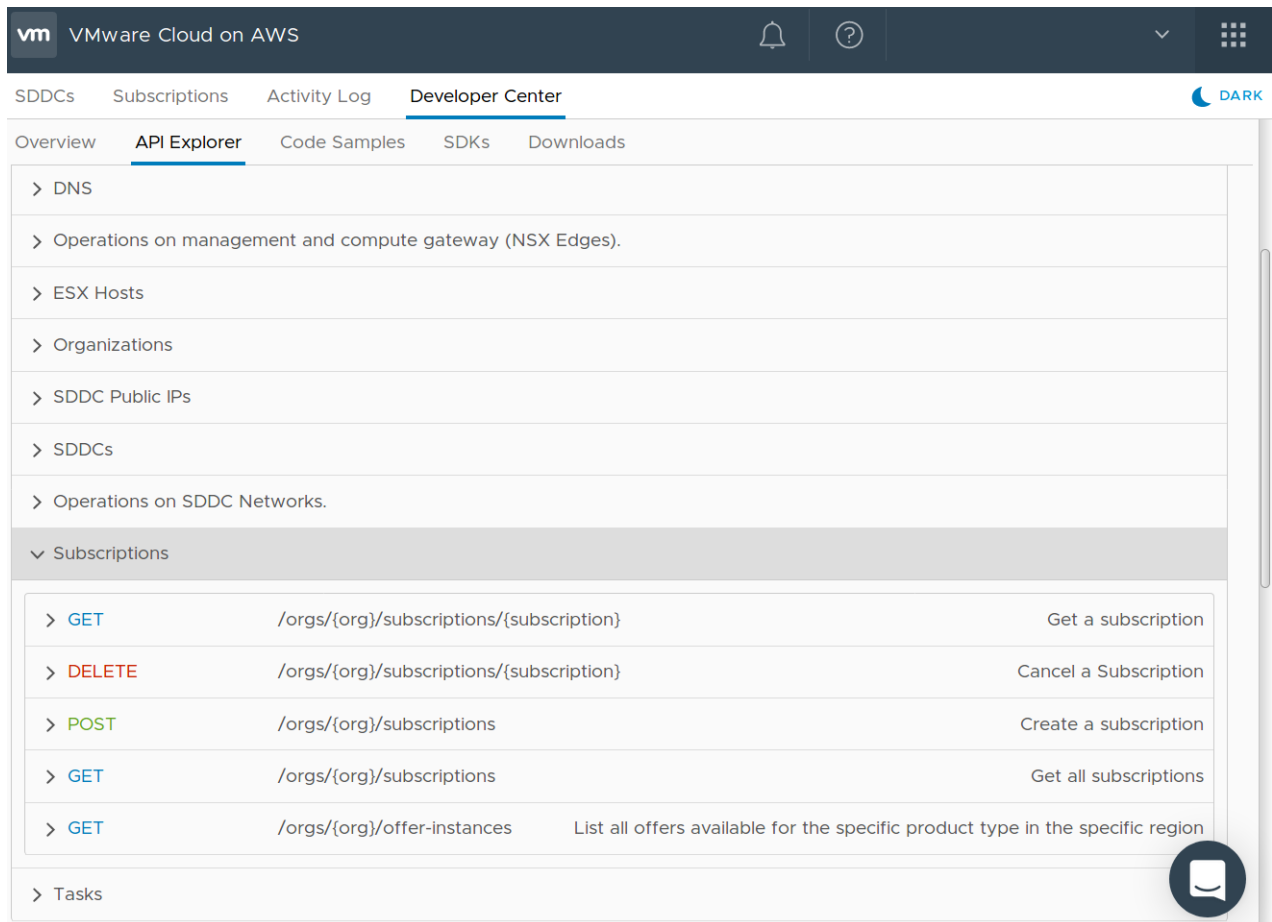 vm VMware Cloud on AWS
SDDCs Subscriptions Activity Log Developer Center DARK
Overview API Explorer Code Samples SDKs Downloads
DNS
Operations on management and compute gateway (NSX Edges).
ESX Hosts
Organizations
SDDC Public IPs
SDDCs
Operations on SDDC Networks.
Subscriptions
GET /orgs/{org}/subscriptions/{subscription} Get a subscription
DELETE /orgs/{org}/subscriptions/{subscription} Cancel a Subscription
POST /orgs/{org}/subscriptions Create a subscription
GET /orgs/{org}/subscriptions Get all subscriptions
GET /orgs/{org}/offer-instances List all offers available for the specific product type in the specific region
Tasks